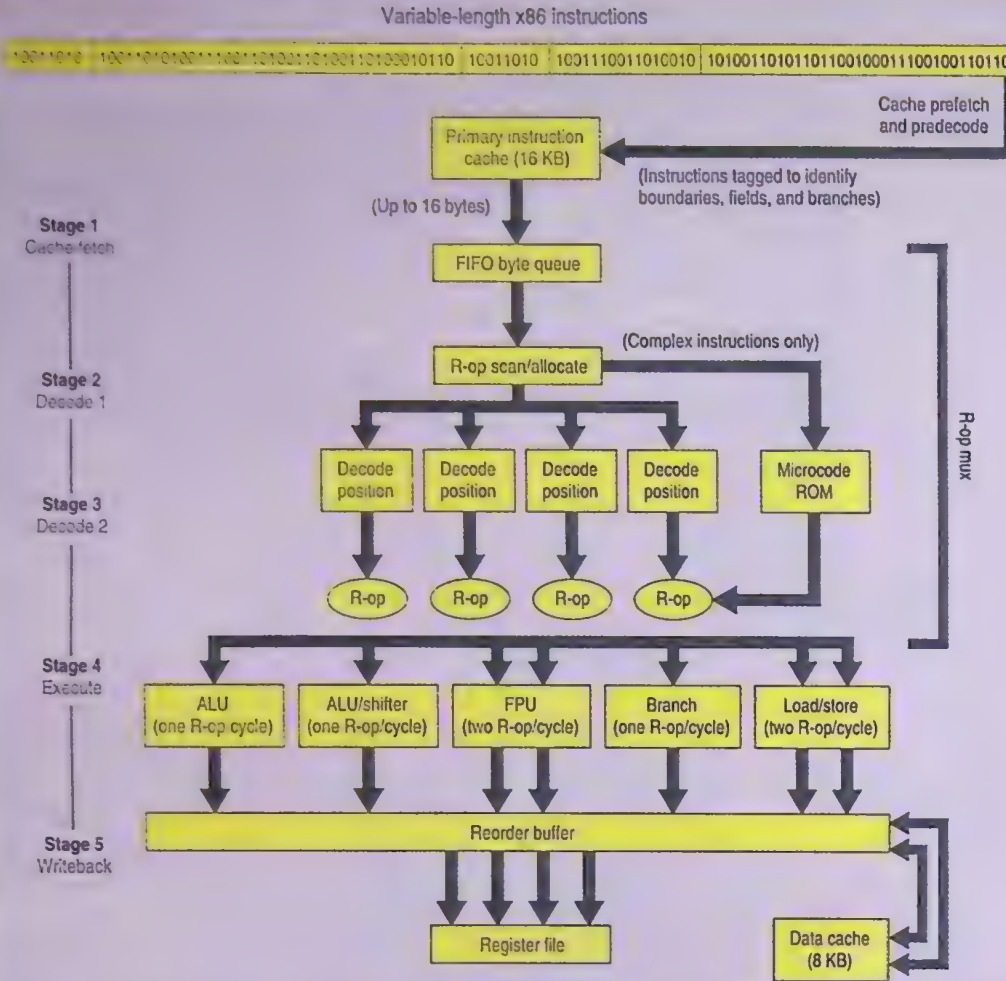 Variable-length x86 instructions
10011010 1001110011010010 10100110101101100100011100100110110
Cache prefetch
and predecode
Primary instruction
cache (16 KB)
(Instructions tagged to identify
boundaries, fields, and branches)
(Up to 16 bytes)
Stage 1
Cache fetch
FIFO byte queue
(Complex instructions only)
R-op scan/allocate
Stage 2
Decode 1
R-op mux
Decode
position
Decode
position
Decode
position
Decode
position
Microcode
ROM
Stage 3
Decode 2
R-op
R-op
R-op
R-op
Stage 4
Execute
ALU
(one R-op cycle)
ALU/shifter
(one R-op/cycle)
FPU
(two R-op/cycle)
Branch
(one R-op/cycle)
Load/store
(two R-op/cycle)
Reorder buffer
Stage 5
Writeback
Register file
Data cache
(8 KB)